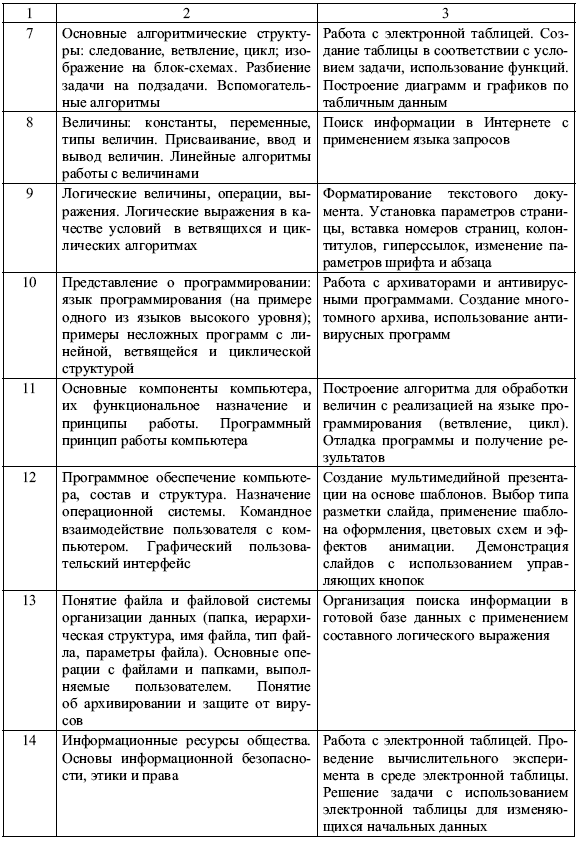 1 2 3
7 Основные алгоритмические структу-
ры: следование, ветвление, цикл; изо-
бражение на блок-схемах. Разбиение
задачи на подзадачи. Вспомогатель-
ные алгоритмы
Работа с электронной таблицей. Соз-
дание таблицы в соответствии с усло-
вием задачи, использование функций.
Построение диаграмм и графиков по
табличным данным
8 Величины: константы, переменные,
типы величин. Присваивание, ввод и
вывод величин. Линейные алгоритмы
работы с величинами
Поиск информации в Интернете с
применением языка запросов
9 Логические величины, операции, вы-
ражения. Логические выражения в ка-
честве условий в ветвящихся и цик-
лических алгоритмах
Форматирование текстового доку-
мента. Установка параметров страни-
цы, вставка номеров страниц, колон-
титулов, гиперссылок, изменение па-
раметров шрифта и абзаца
10 Представление о программировании:
язык программирования (на примере
одного из языков высокого уровня);
примеры несложных программ с ли-
нейной, ветвящейся и циклической
структурой
Работа с архиваторами и антивирус-
ными программами. Создание много-
томного архива, использование анти-
вирусных программ
11 Основные компоненты компьютера,
их функциональное назначение и
принципы работы. Программный
принцип работы компьютера
Построение алгоритма для обработки
величин с реализацией на языке про-
граммирования (ветвление, цикл).
Отладка программы и получение ре-
зультатов
12 Программное обеспечение компьюте-
ра, состав и структура. Назначение
операционной системы. Командное
взаимодействие пользователя с ком-
пьютером. Графический пользова-
тельский интерфейс
Создание мультимедийной презента-
ции на основе шаблонов. Выбор типа
разметки слайда, применение шабло-
на оформления, цветовых схем и эф-
фектов анимации. Демонстрация
слайдов с использованием управ-
ляющих кнопок
13 Понятие файла и файловой системы
организации данных (папка, иерархи-
ческая структура, имя файла, тип фай-
ла, параметры файла). Основные опе-
рации с файлами и папками, выпол-
няемые пользователем. Понятие
об архивировании и защите от виру-
сов
Организация поиска информации в
готовой базе данных с применением
составного логического выражения
14 Информационные ресурсы общества.
Основы информационной безопасно-
сти, этики и права
Работа с электронной таблицей. Про-
ведение вычислительного экспери-
мента в среде электронной таблицы.
Решение задачи с использованием
электронной таблицы для изменяю-
щихся начальных данных